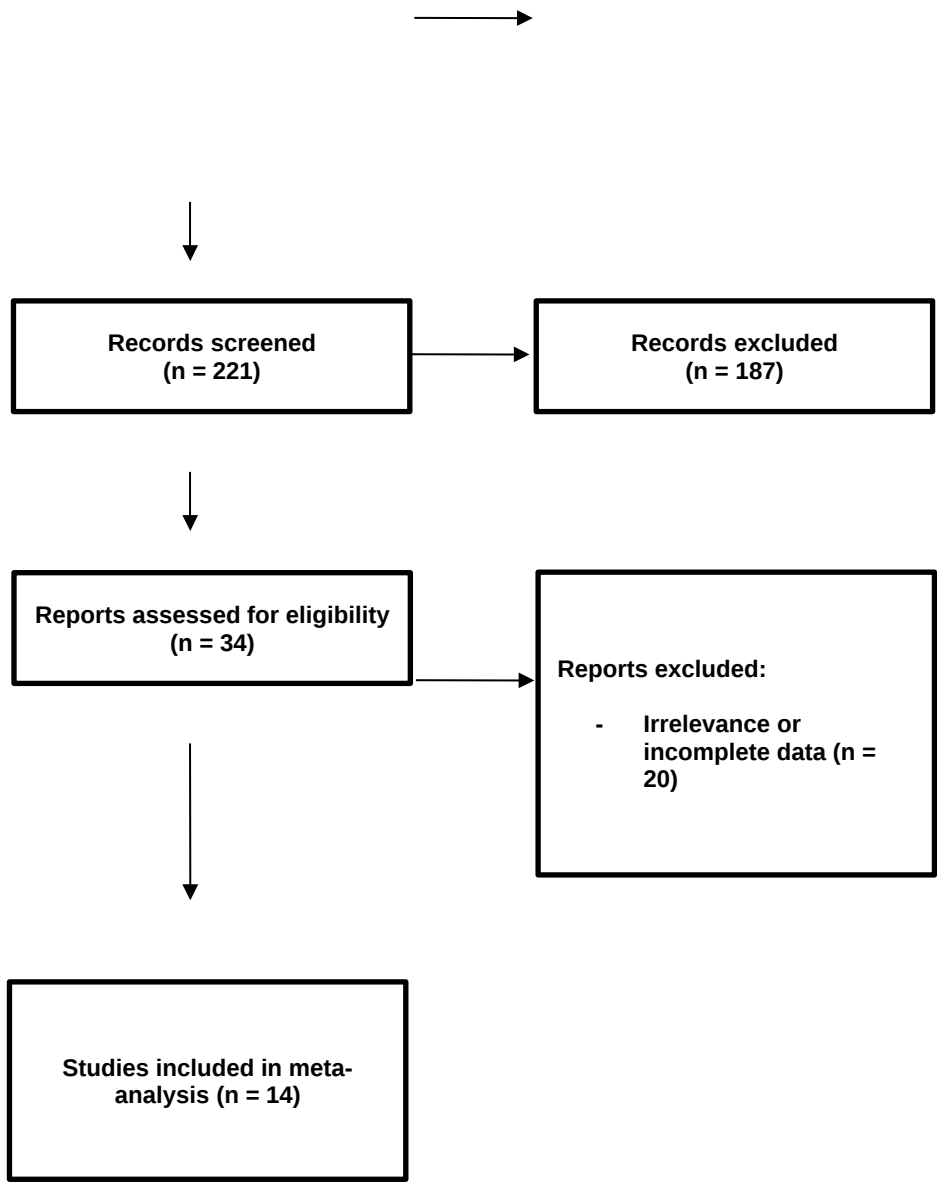 Records screened
(n = 221)
Records excluded
(n = 187)
Reports assessed for eligibility
(n = 34)
Reports excluded:
- Irrelevance or
incomplete data (n =
20)
Studies included in meta-
analysis (n = 14)